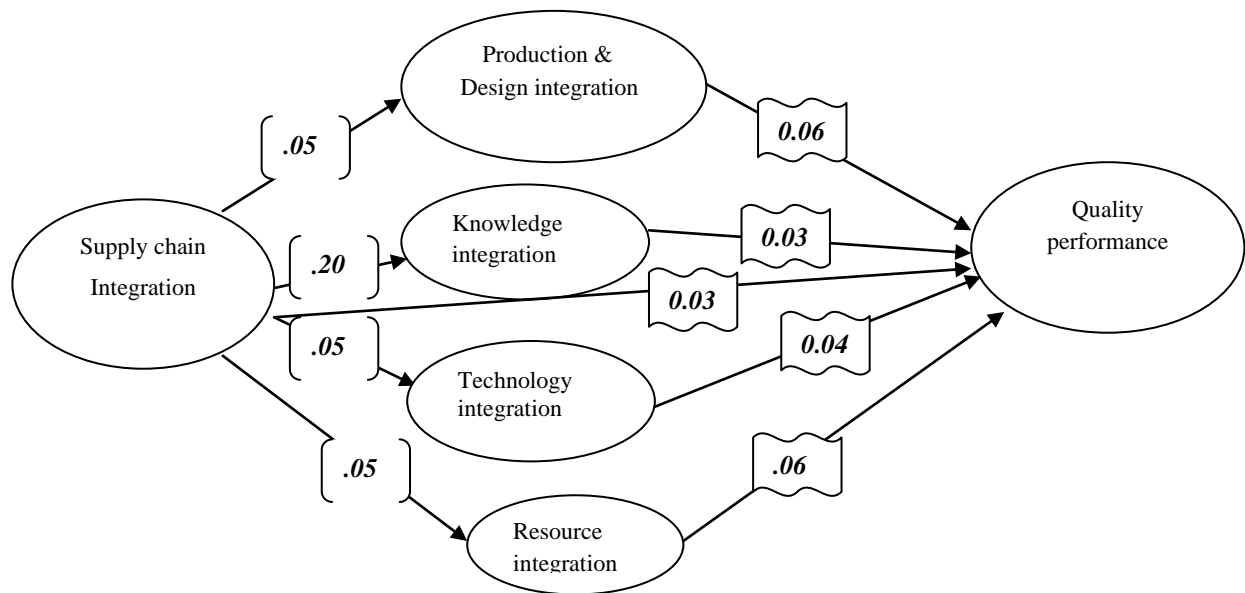 Production &
Design integration
.05
0.06
Supply chain
Integration
.20
Knowledge
integration
0.03
Quality
performance
0.03
.05
Technology
integration
0.04
.05
.06
Resource
integration